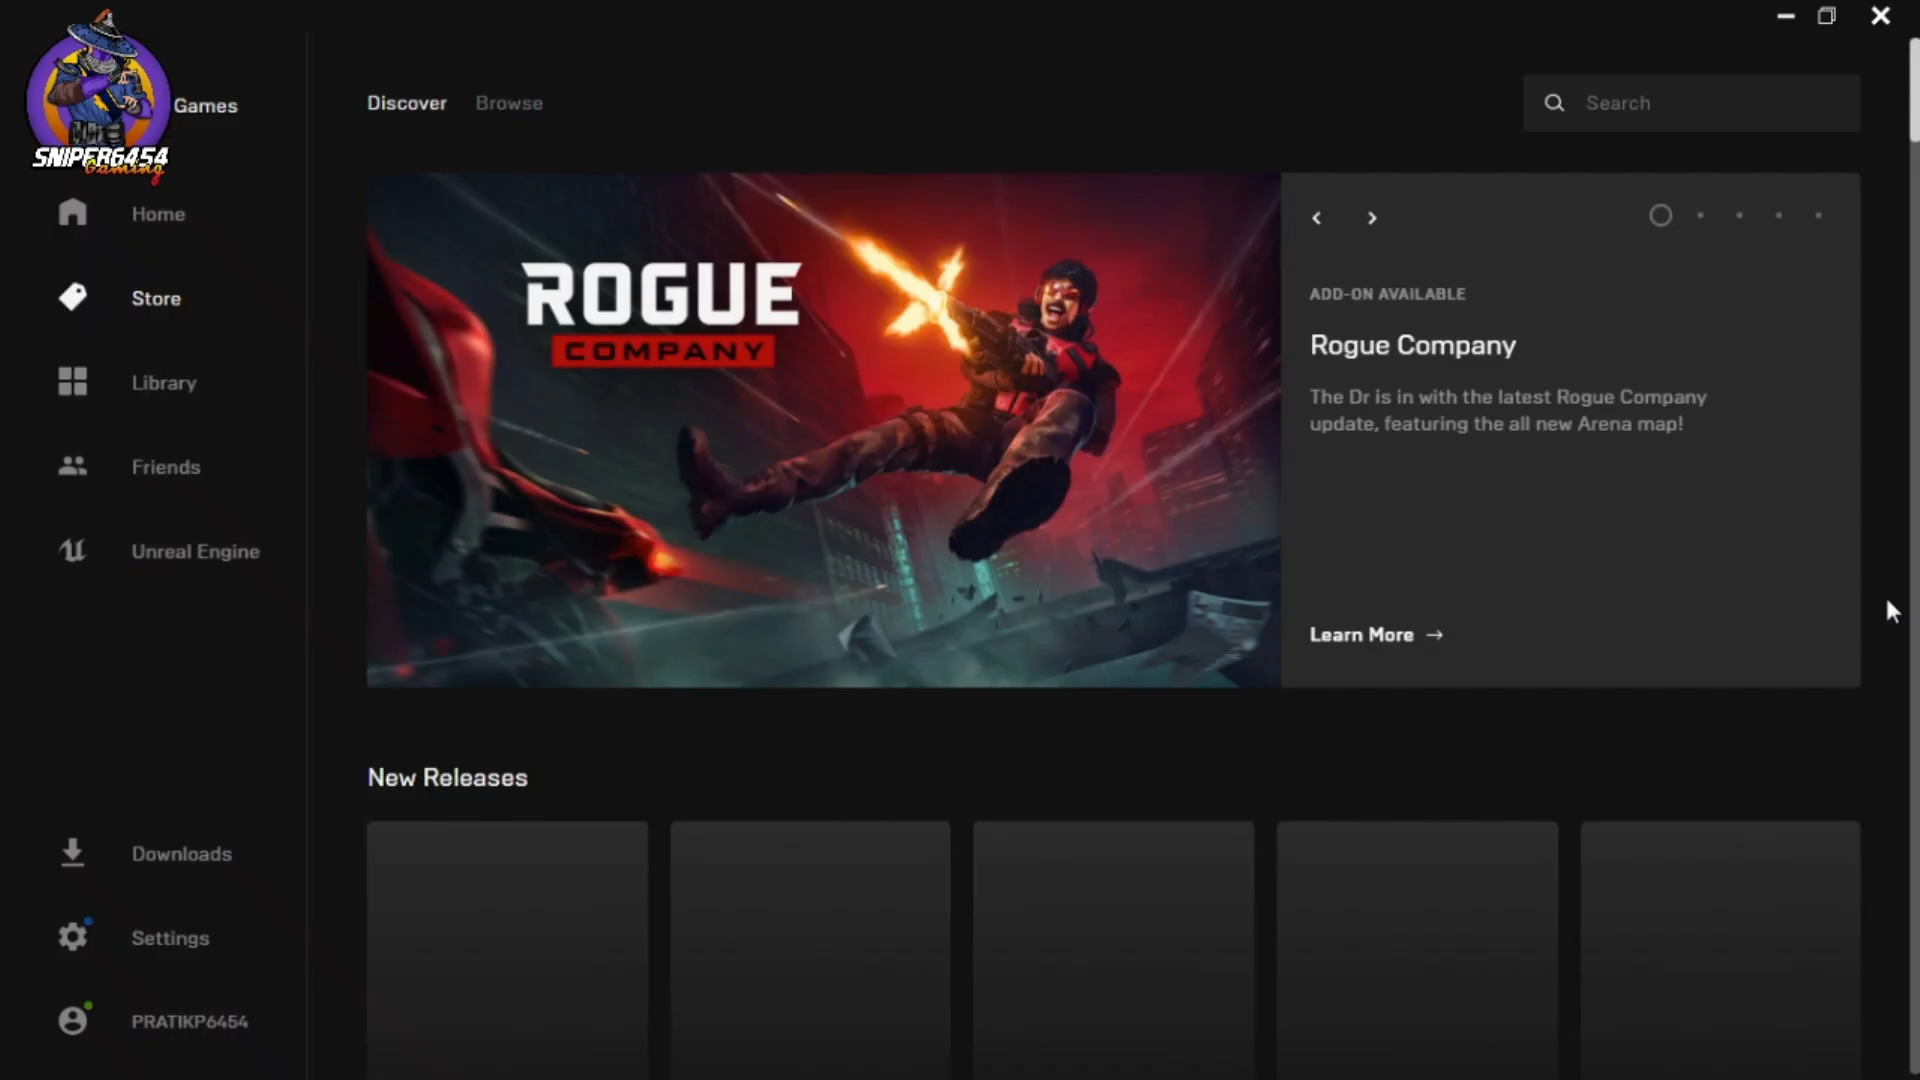 SNIPER6454
Gaming
Games
Home
Store
Library
Friends
Unreal Engine
Downloads
Settings
PRATIKP6454
Discover
Browse
Search
ROGUE
COMPANY
ADD-ON AVAILABLE
Rogue Company
The Dr is in with the latest Rogue Company
update, featuring the all new Arena map!
Learn More →
New Releases